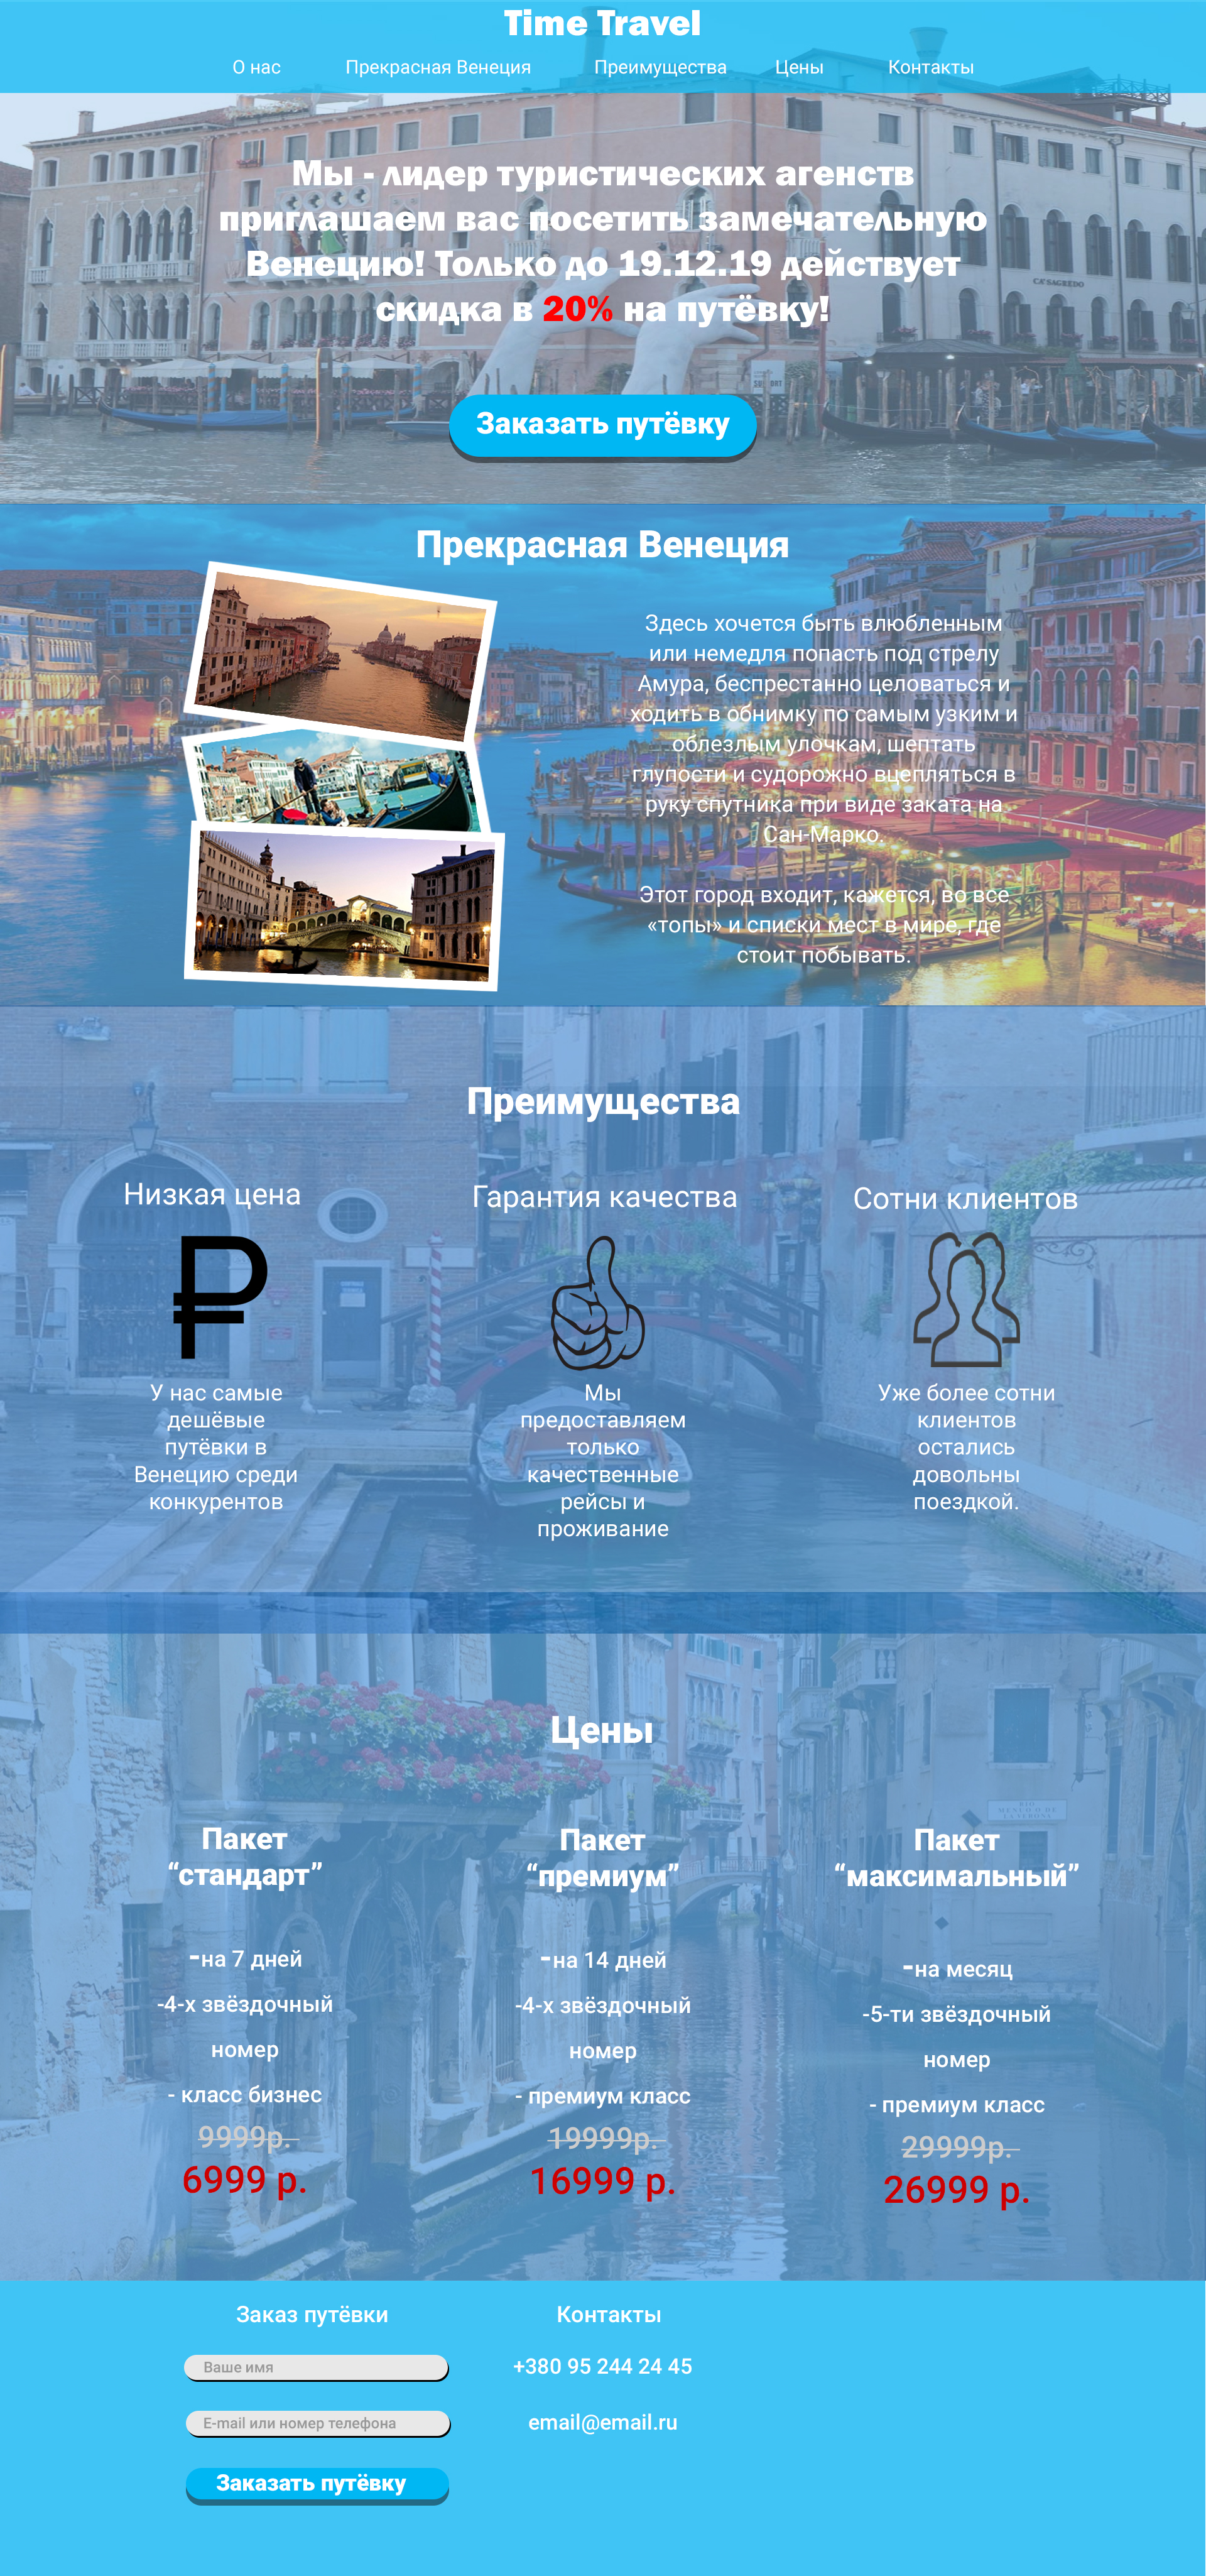 Time Travel
О нас Прекрасная Венеция Преимущества Цены Контакты
Мы - лидер туристических агенств
приглашаем вас посетить замечательную
Венецию! Только до 19.12.19 действует
скидка в 20% на путёвку!
CA' SAGREDO
SUPPORT
Заказать путёвку
Прекрасная Венеция
Здесь хочется быть влюбленным
или немедля попасть под стрелу
Амура, беспрестанно целоваться и
ходить в обнимку по самым узким и
облезлым улочкам, шептать
глупости и судорожно вцепляться в
руку спутника при виде заката на
Сан-Марко.
Этот город входит, кажется, во все
«топы» и списки мест в мире, где
стоит побывать.
Преимущества
Низкая цена
Гарантия качества
Сотни клиентов
У нас самые
дешёвые
путёвки в
Венецию среди
конкурентов
Мы
предоставляем
только
качественные
рейсы и
проживание
Уже более сотни
клиентов
остались
довольны
поездкой.
Цены
Пакет
“стандарт”
-на 7 дней
-4-х звёздочный
номер
- класс бизнес
9999р.
6999 р.
Пакет
“премиум”
-на 14 дней
-4-х звёздочный
номер
- премиум класс
19999р.
16999 р.
Пакет
“максимальный”
-на месяц
-5-ти звёздочный
номер
- премиум класс
29999р.
26999 р.
Заказ путёвки
Ваше имя
E-mail или номер телефона
Заказать путёвку
Контакты
+380 95 244 24 45
email@email.ru